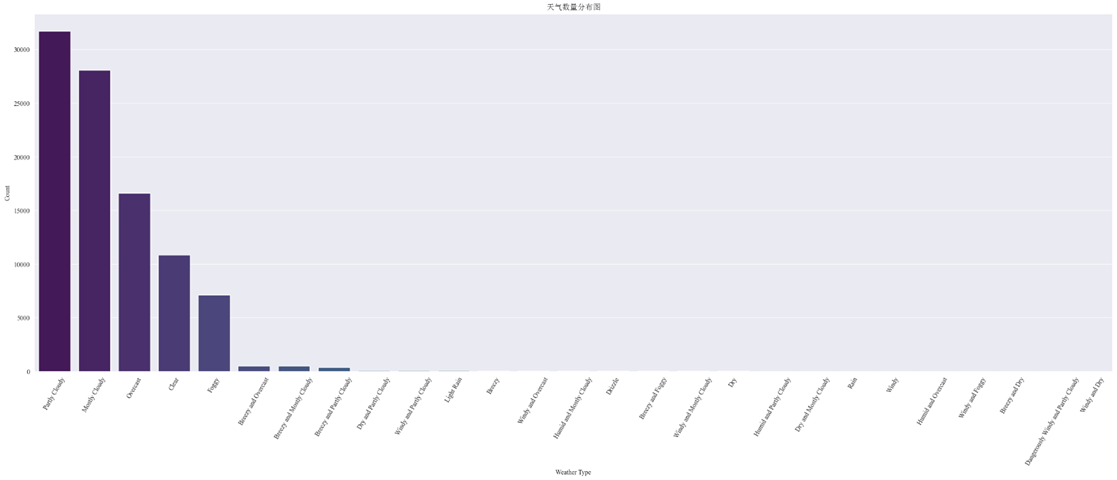 天气数量分布图
30000
25000
20000
15000
10000
5000
0
Count
Partly Cloudy
Mostly Cloudy
Overcast
Clear
Foggy
Breezy and Overcast
Breezy and Mostly Cloudy
Breezy and Partly Cloudy
Dry and Partly Cloudy
Windy and Partly Cloudy
Light Rain
Breezy
Windy and Overcast
Humid and Mostly Cloudy
Drizzle
Breezy and Foggy
Windy and Mostly Cloudy
Dry
Humid and Partly Cloudy
Dry and Mostly Cloudy
Rain
Windy
Humid and Overcast
Windy and Foggy
Breezy and Dry
Dangerously Windy and Partly Cloudy
Windy and Dry
Weather Type